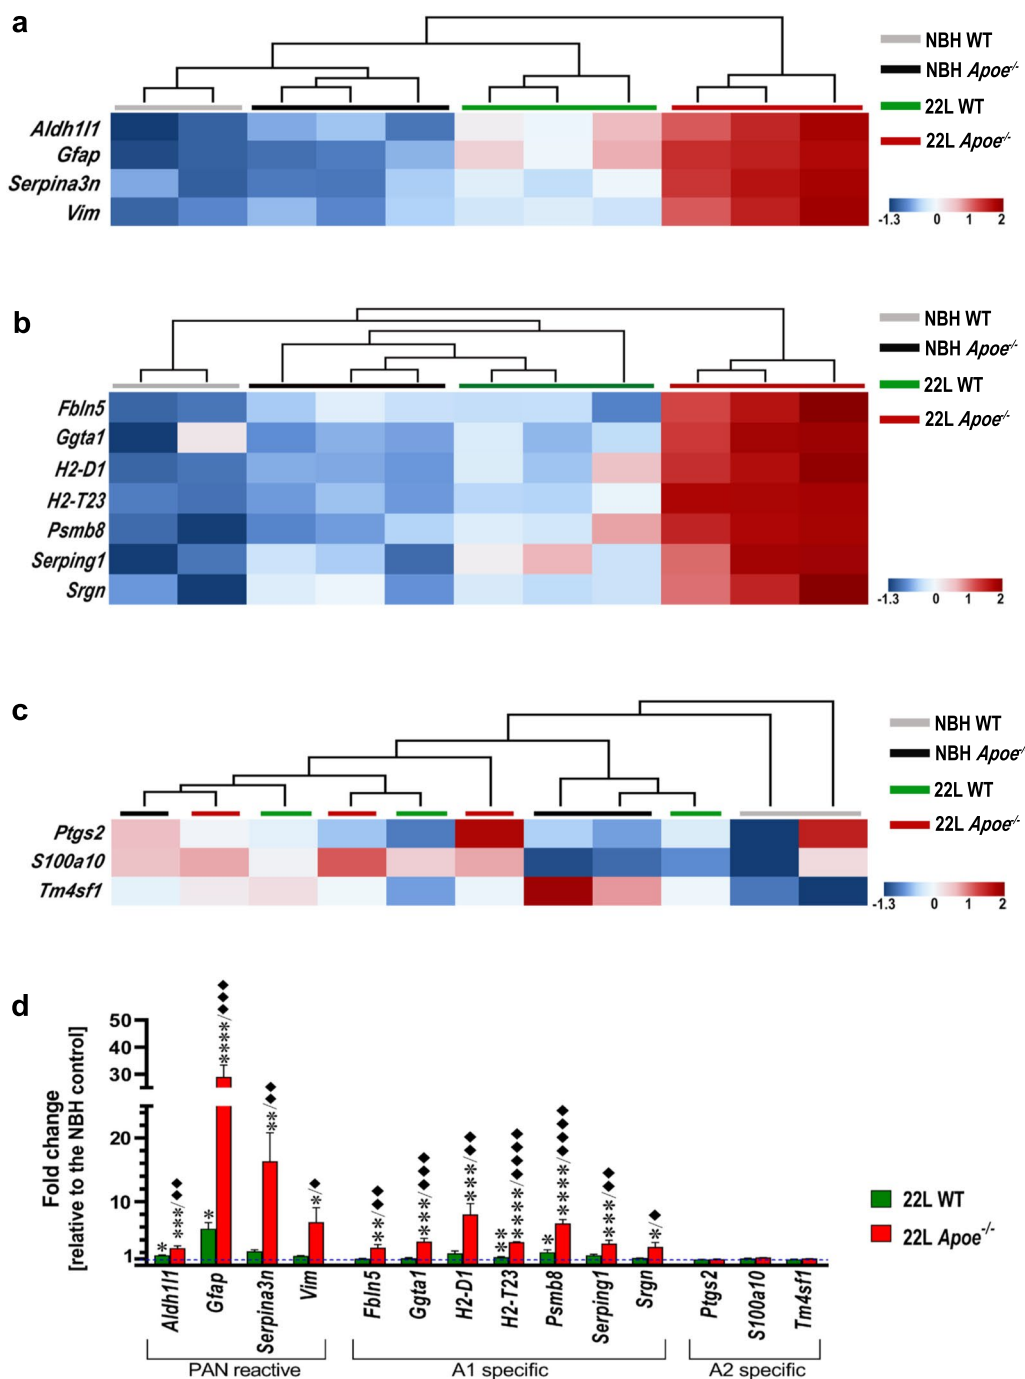 a
NBH WT
NBH Apoe-/-
22L WT
22L Apoe-/-
Aldh1l1
Gfap
Serpina3n
Vim
-1.3 0 1 2
b
NBH WT
NBH Apoe-/-
22L WT
22L Apoe-/-
Fbln5
Ggta1
H2-D1
H2-T23
Psmb8
Serping1
Srgn
-1.3 0 1 2
c
NBH WT
NBH Apoe-/
22L WT
22L Apoe-/-
Ptgs2
S100a10
Tm4sf1
-1.3 0 1 2
d
Fold change
[relative to the NBH control]
50
40
30
20
10
1
*
***/◆◆
*
****/◆◆◆
**/◆◆
*/◆
**/◆◆
***/◆◆◆
***/◆◆
**
****/◆◆◆◆
*
****/◆◆◆◆
***/◆◆
*/◆
22L WT
22L Apoe-/-
Aldh1l1
Gfap
Serpina3n
Vim
Fbln5
Ggta1
H2-D1
H2-T23
Psmb8
Serping1
Srgn
Ptgs2
S100a10
Tm4sf1
PAN reactive
A1 specific
A2 specific